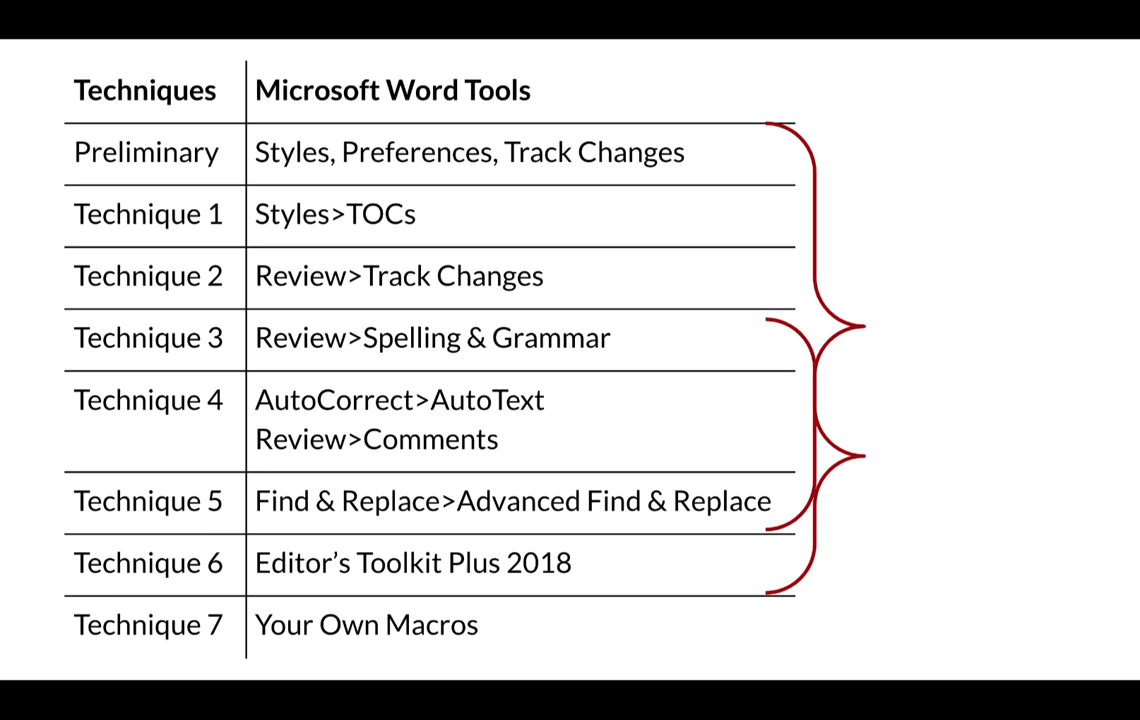 Techniques Microsoft Word Tools
Preliminary Styles, Preferences, Track Changes
Technique 1 Styles>TOCs
Technique 2 Review>Track Changes
Technique 3 Review>Spelling & Grammar
Technique 4 AutoCorrect>AutoText
Review>Comments
Technique 5 Find & Replace>Advanced Find & Replace
Technique 6 Editor’s Toolkit Plus 2018
Technique 7 Your Own Macros